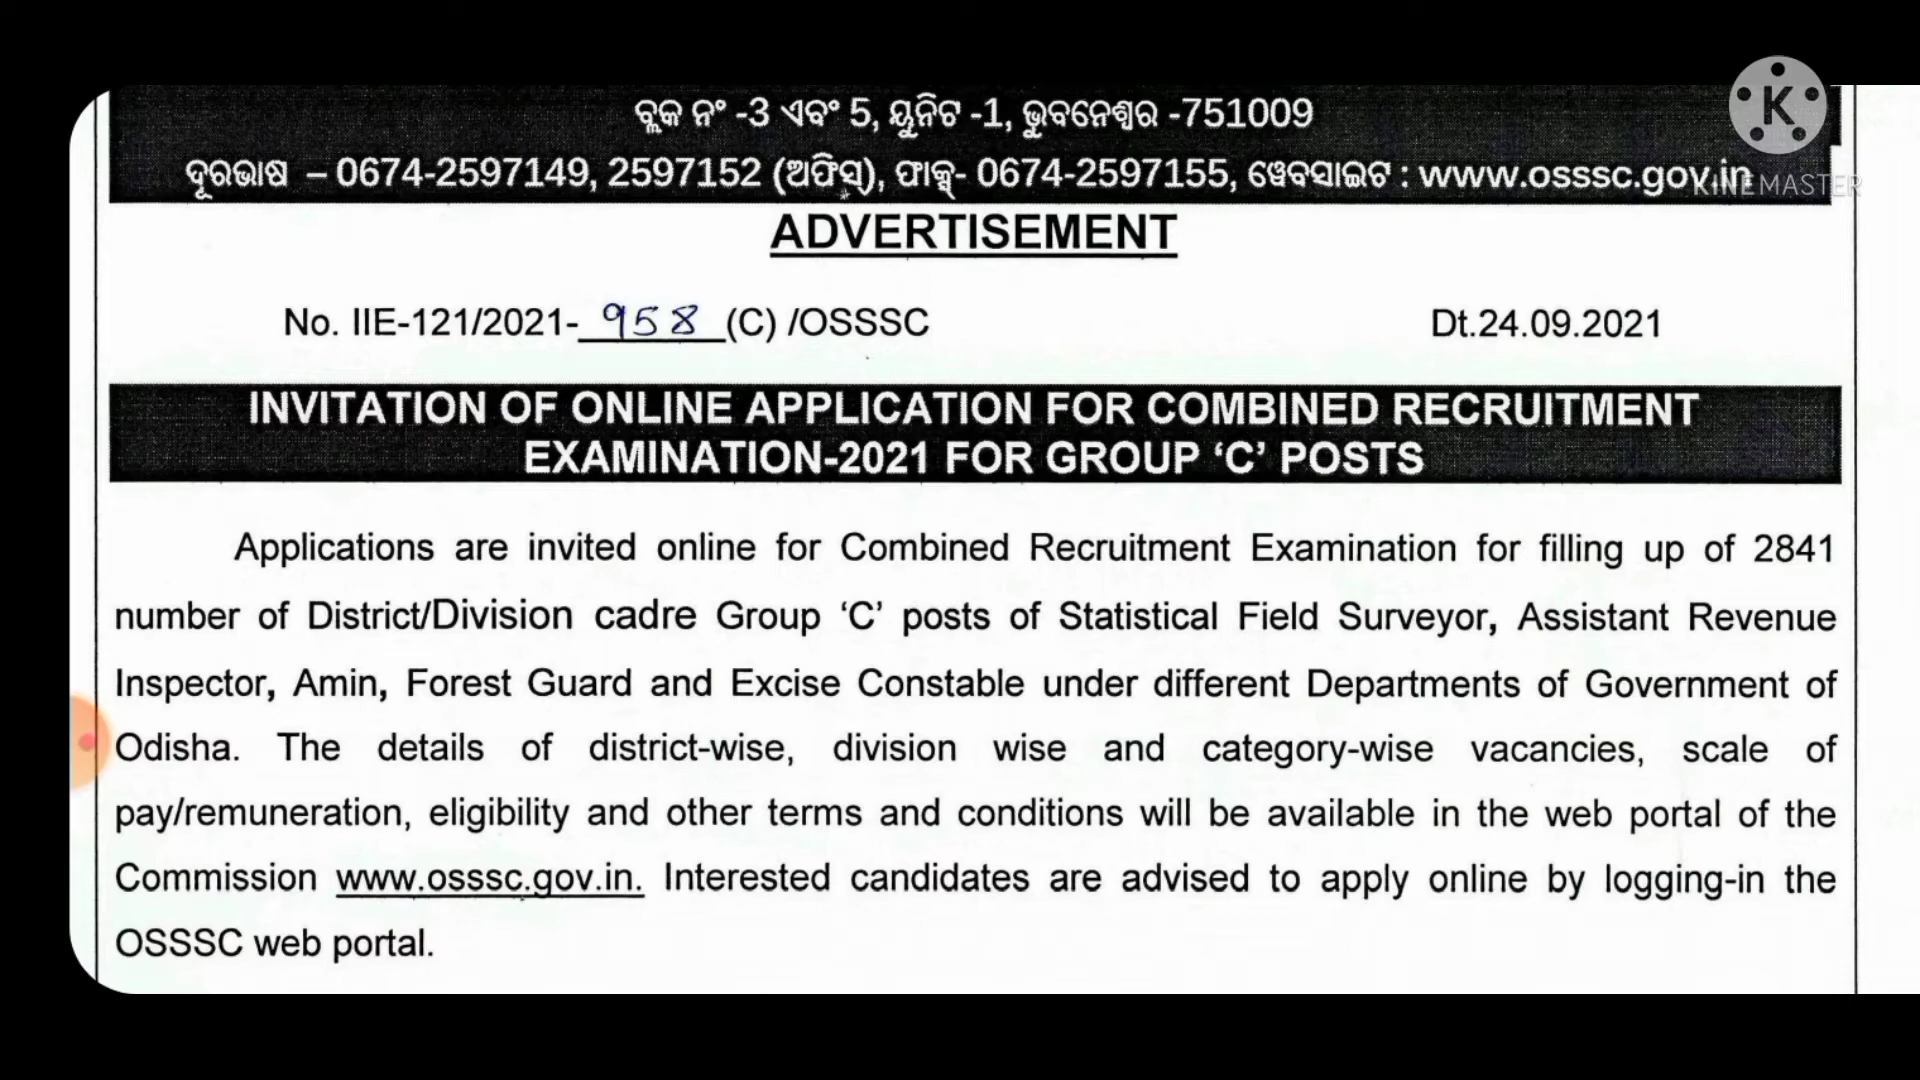 ବ୍ଲକ ନଂ -3 ଏବଂ 5, ୟୁନିଟ -1, ଭୁବନେଶ୍ୱର -751009
ଦୂରଭାଷ – 0674-2597149, 2597152 (ଅଫିସ୍), ଫାକ୍ସ- 0674-2597155, ୱେବସାଇଟ : www.osssc.gov.in
K
KINEMASTER
ADVERTISEMENT
No. IIE-121/2021- 958 (C) /OSSSC Dt.24.09.2021
INVITATION OF ONLINE APPLICATION FOR COMBINED RECRUITMENT
EXAMINATION-2021 FOR GROUP ‘C’ POSTS
Applications are invited online for Combined Recruitment Examination for filling up of 2841
number of District/Division cadre Group ‘C’ posts of Statistical Field Surveyor, Assistant Revenue
Inspector, Amin, Forest Guard and Excise Constable under different Departments of Government of
Odisha. The details of district-wise, division wise and category-wise vacancies, scale of
pay/remuneration, eligibility and other terms and conditions will be available in the web portal of the
Commission www.osssc.gov.in. Interested candidates are advised to apply online by logging-in the
OSSSC web portal.